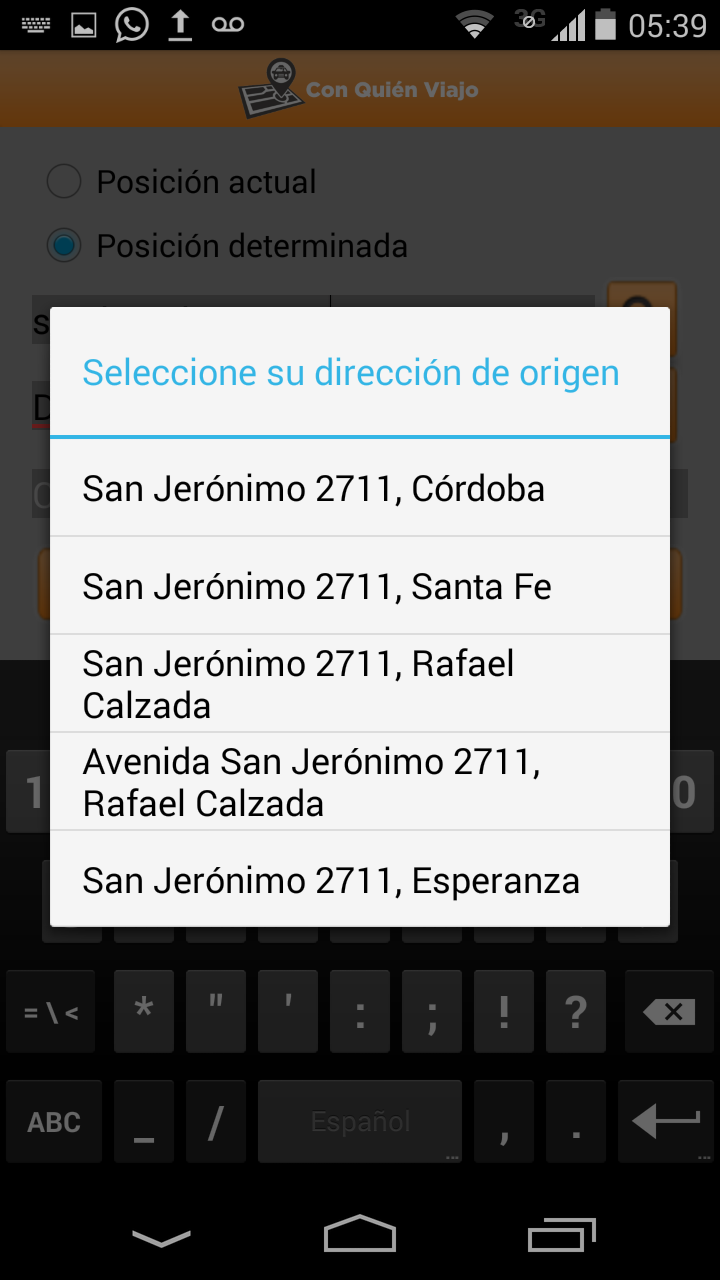 3G
05:39
Con Quién Viajo
Posición actual
Posición determinada
s
D
Seleccione su dirección de origen
San Jerónimo 2711, Córdoba
San Jerónimo 2711, Santa Fe
San Jerónimo 2711, Rafael
Calzada
Avenida San Jerónimo 2711,
Rafael Calzada
San Jerónimo 2711, Esperanza
1
0
= \ < * " ' : ; ! ?
ABC _ / Español , .